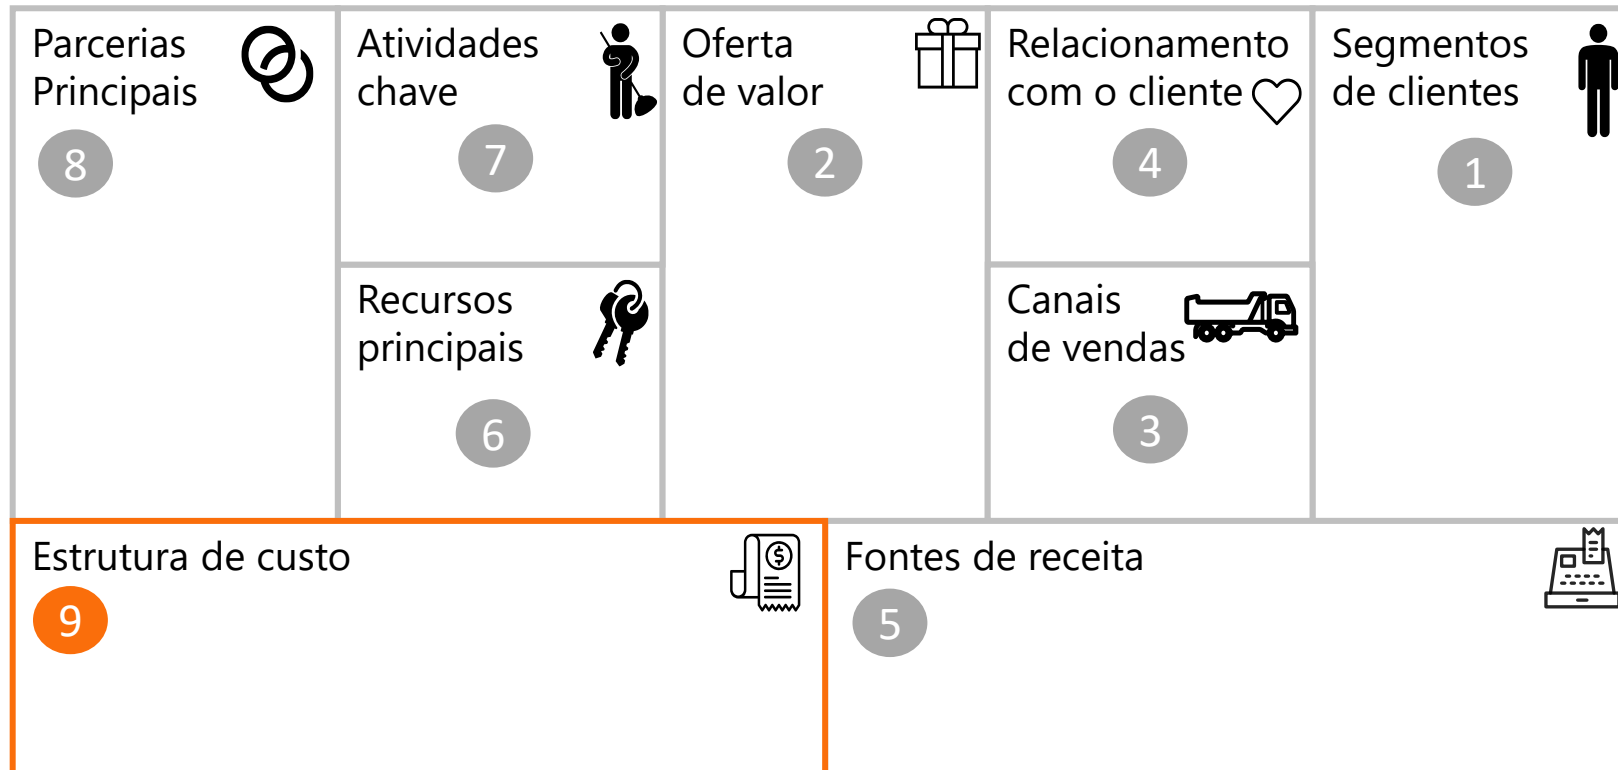 Parcerias
Principais
8
Atividades
chave
7
Recursos
principais
6
Oferta
de valor
2
Relacionamento
com o cliente
4
Canais
de vendas
3
Segmentos
de clientes
1
Estrutura de custo
$
9
Fontes de receita
5